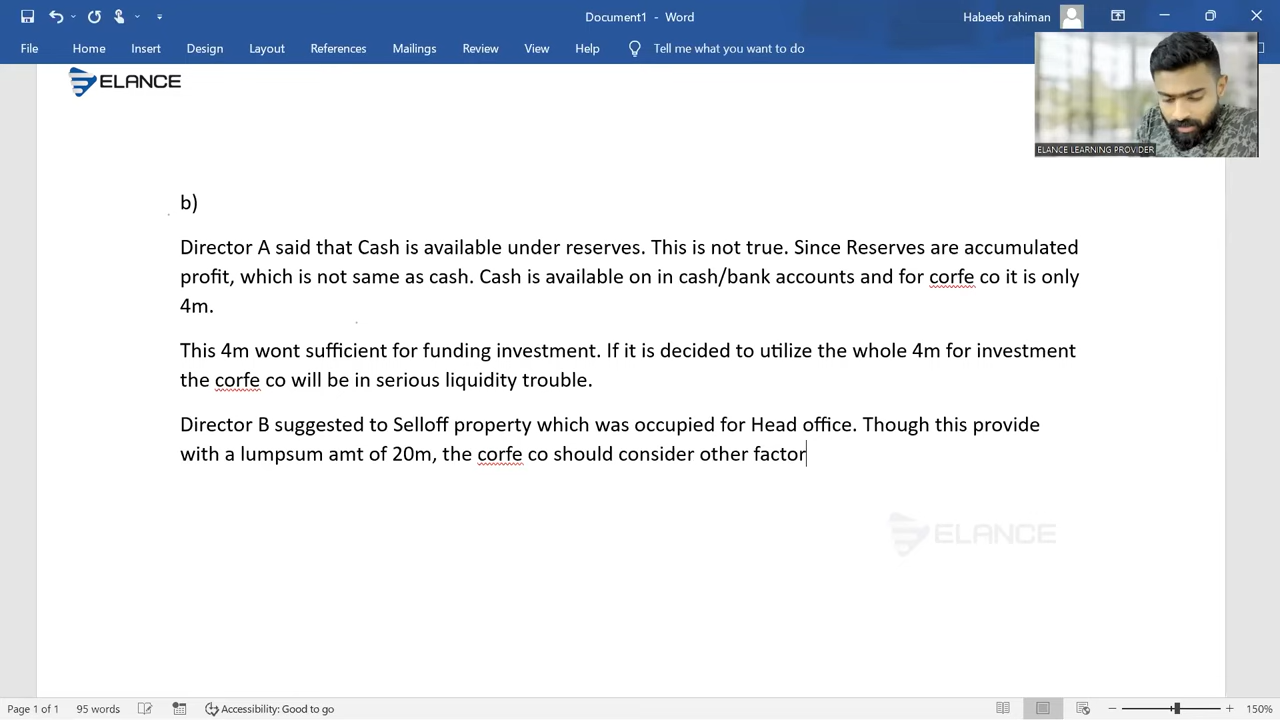 Document1 - Word
Habeeb rahiman
File Home Insert Design Layout References Mailings Review View Help Tell me what you want to do
ELANCE
ELANCE LEARNING PROVIDER
b)
Director A said that Cash is available under reserves. This is not true. Since Reserves are accumulated
profit, which is not same as cash. Cash is available on in cash/bank accounts and for corfe co it is only
4m.
This 4m wont sufficient for funding investment. If it is decided to utilize the whole 4m for investment
the corfe co will be in serious liquidity trouble.
Director B suggested to Selloff property which was occupied for Head office. Though this provide
with a lumpsum amt of 20m, the corfe co should consider other factor
ELANCE
Page 1 of 1 95 words Accessibility: Good to go 150%